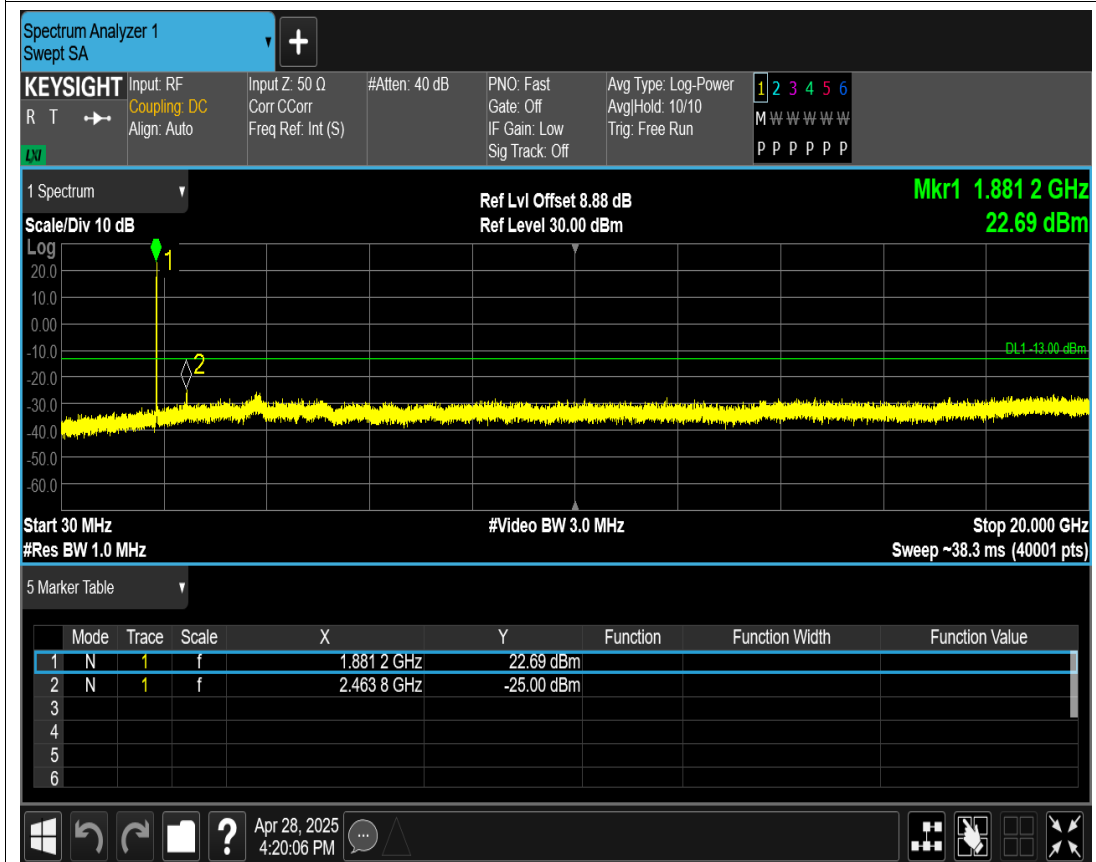 Spectrum Analyzer 1
Swept SA
+
KEYSIGHT
R T
LXI
Input: RF
Coupling: DC
Align: Auto
Input Z: 50 Ω
Corr CCorr
Freq Ref: Int (S)
#Atten: 40 dB
PNO: Fast
Gate: Off
IF Gain: Low
Sig Track: Off
Avg Type: Log-Power
Avg|Hold: 10/10
Trig: Free Run
1 2 3 4 5 6
M W W W W W
P P P P P P
1 Spectrum
Scale/Div 10 dB
Ref Lvl Offset 8.88 dB
Ref Level 30.00 dBm
Mkr1 1.881 2 GHz
22.69 dBm
Log
20.0
10.0
0.00
-10.0
-20.0
-30.0
-40.0
-50.0
-60.0
1
2
DL1 -13.00 dBm
Start 30 MHz
#Video BW 3.0 MHz
Stop 20.000 GHz
#Res BW 1.0 MHz
Sweep ~38.3 ms (40001 pts)
5 Marker Table
Mode Trace Scale X Y Function Function Width Function Value
1 N 1 f 1.881 2 GHz 22.69 dBm
2 N 1 f 2.463 8 GHz -25.00 dBm
3
4
5
6
?
Apr 28, 2025
4:20:06 PM